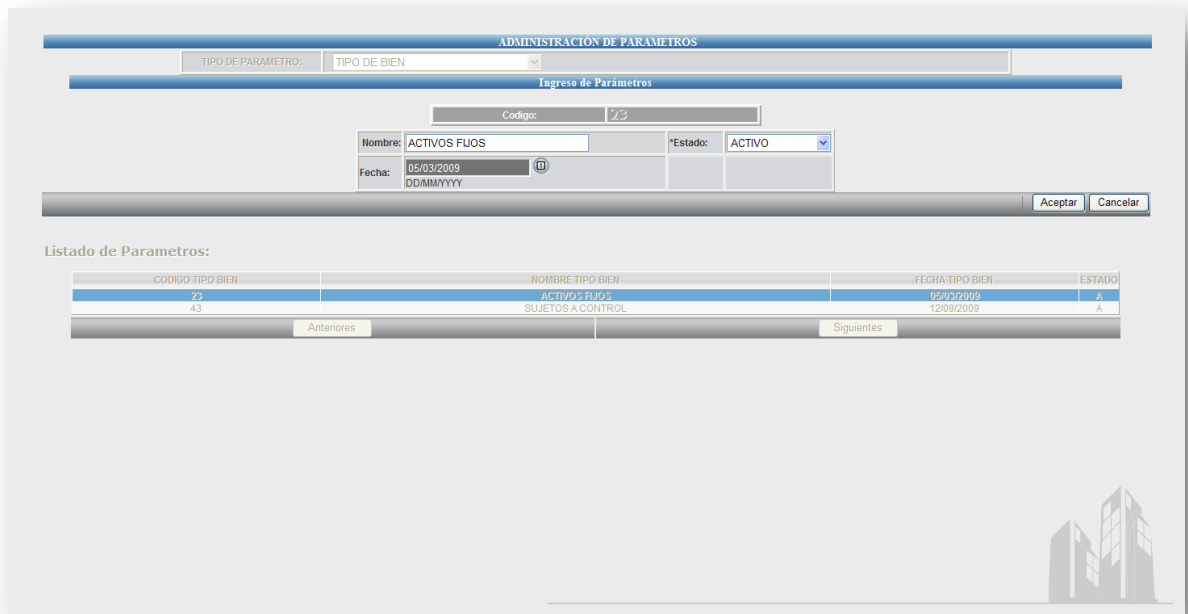 ADMINISTRACIÓN DE PARAMETROS
TIPO DE PARAMETRO: TIPO DE BIEN
Ingreso de Parámetros
Codigo: 23
Nombre: ACTIVOS FIJOS *Estado: ACTIVO
Fecha: 05/03/2009
DD/MM/YYYY
Aceptar Cancelar
Listado de Parametros:
CODIGO TIPO BIEN NOMBRE TIPO BIEN FECHA TIPO BIEN ESTADO
23 ACTIVOS FIJOS 05/03/2009 A
43 SUJETOS A CONTROL 12/09/2009 A
Anteriores Siguientes